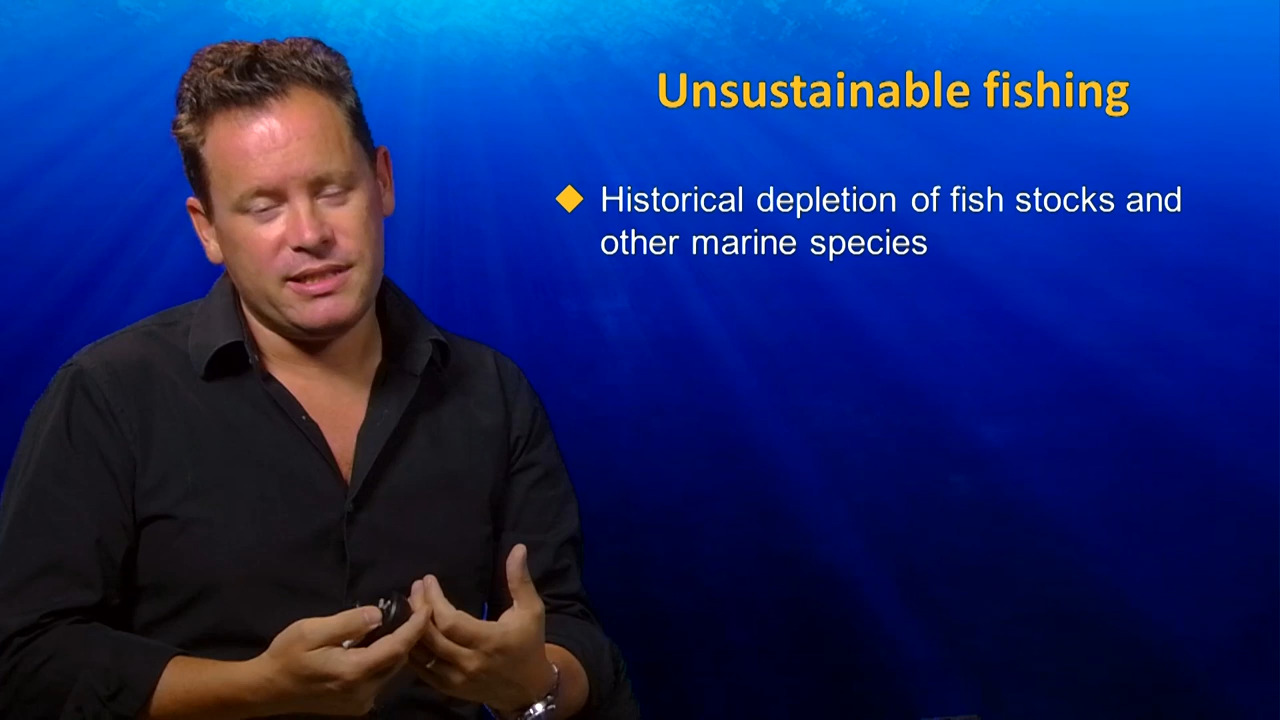 Unsustainable fishing
Historical depletion of fish stocks and
other marine species